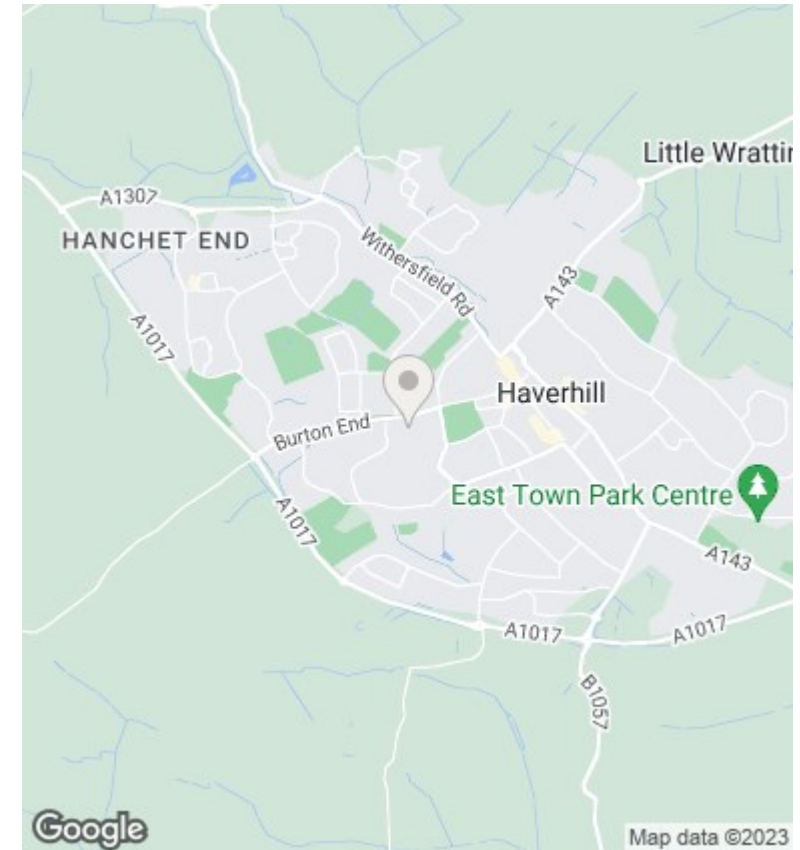 Little Wrattin
A1307
HANCHET END
Withersfield Rd
A143
A1017
Haverhill
Burton End
East Town Park Centre
A1017
A143
A1017
A1017
B1057
Google
Map data ©2023